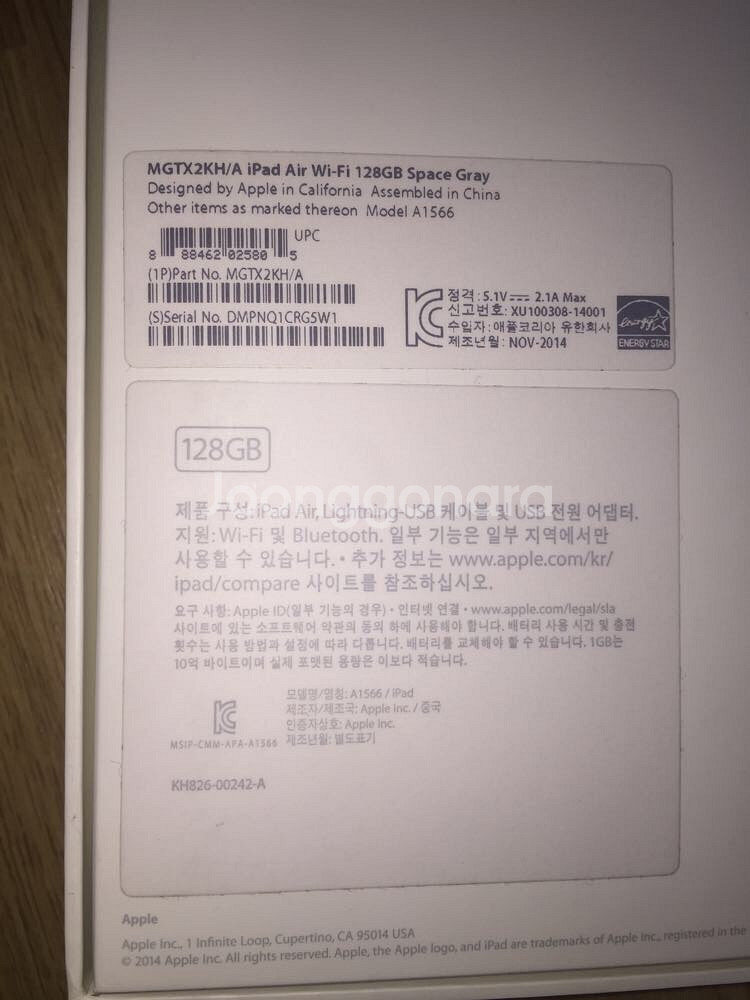 MGTX2KH/A iPad Air Wi-Fi 128GB Space Gray
Designed by Apple in California Assembled in China
Other items as marked thereon Model A1566
UPC
8 88462 02580 5
(1P)Part No. MGTX2KH/A
(S)Serial No. DMPNQ1CRG5W1
정격: 5.1V 2.1A Max
신고번호: XU100308-14001
수입자: 애플코리아 유한회사
제조년월: NOV-2014
energy
ENERGY STAR
128GB
joonggonara
제품 구성: iPad Air, Lightning-USB 케이블 및 USB 전원 어댑터.
지원: Wi-Fi 및 Bluetooth. 일부 기능은 일부 지역에서만
사용할 수 있습니다. • 추가 정보는 www.apple.com/kr/
ipad/compare 사이트를 참조하십시오.
요구 사항: Apple ID(일부 기능의 경우) • 인터넷 연결 • www.apple.com/legal/sla
사이트에 있는 소프트웨어 약관의 동의 하에 사용해야 합니다. 배터리 사용 시간 및 충전
횟수는 사용 방법과 설정에 따라 다릅니다. 배터리를 교체해야 할 수 있습니다. 1GB는
10억 바이트이며 실제 포맷된 용량은 이보다 적습니다.
모델명/명칭: A1566 / iPad
제조자/제조국: Apple Inc. / 중국
인증자상호: Apple Inc.
제조년월: 별도표기
MSIP-CMM-APA-A1566
KH826-00242-A
Apple
Apple Inc., 1 Infinite Loop, Cupertino, CA 95014 USA
© 2014 Apple Inc. All rights reserved. Apple, the Apple logo, and iPad are trademarks of Apple Inc., registered in the